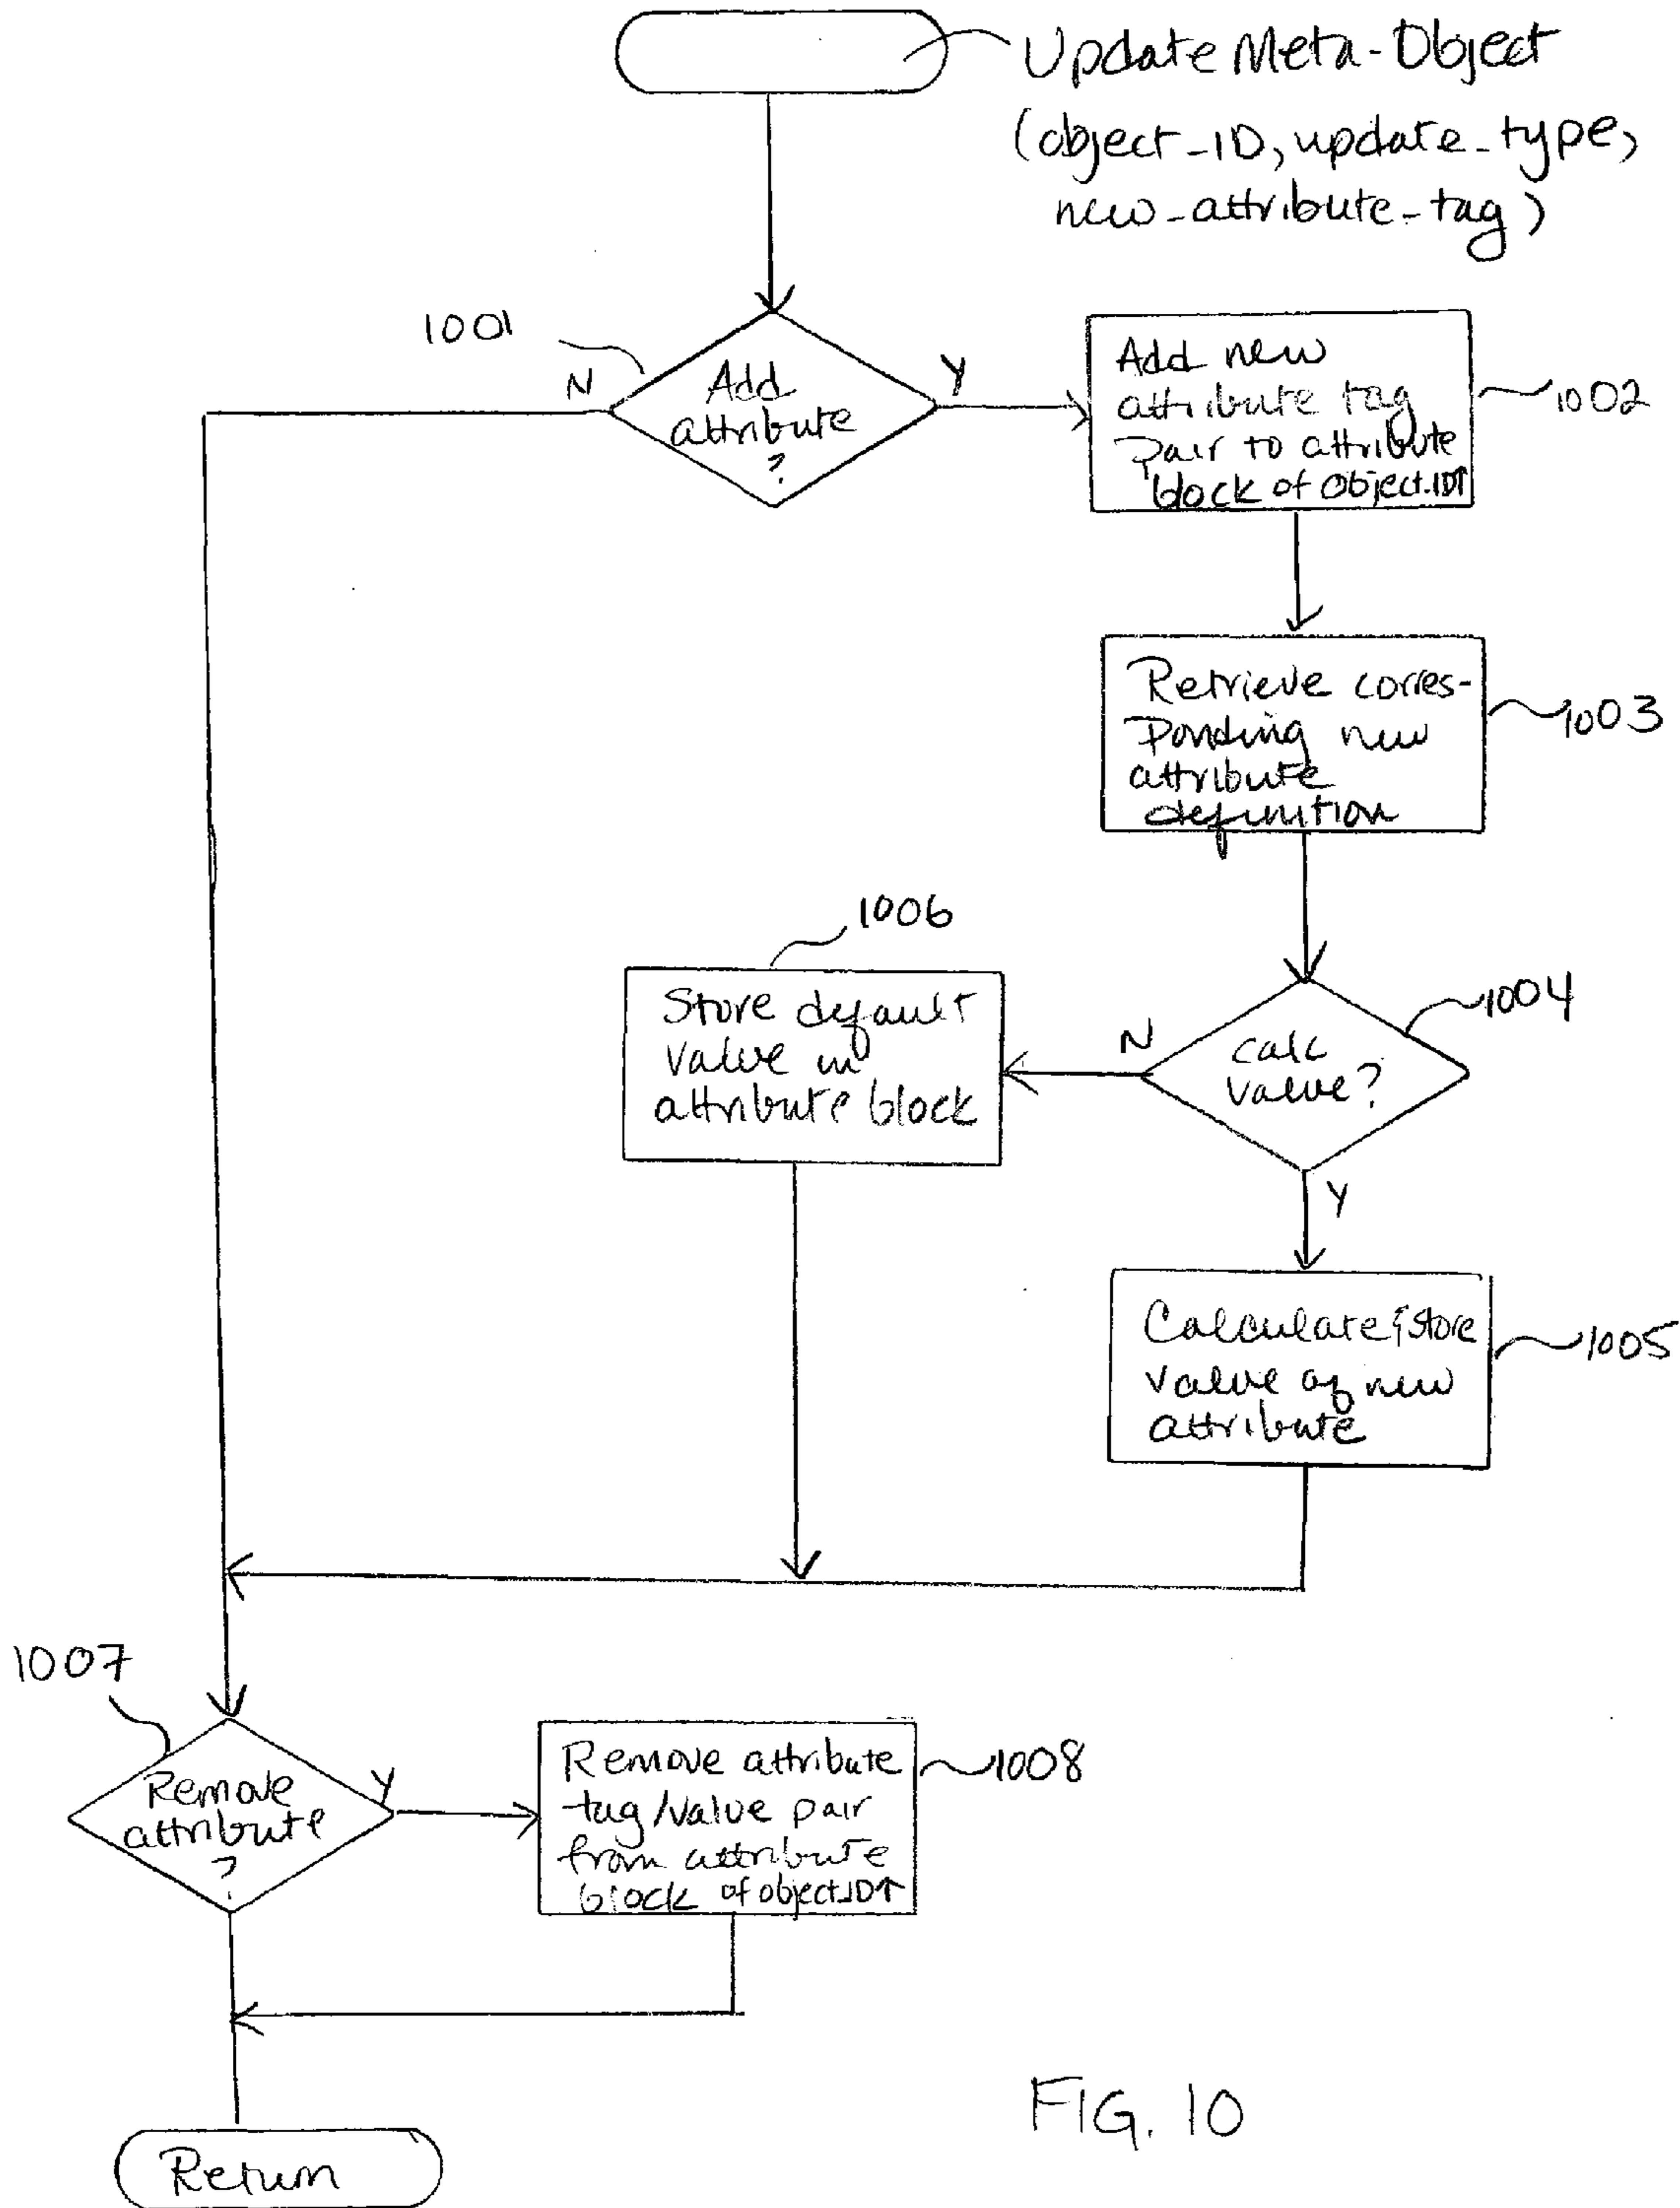 Update Meta-Object
(object_ID, update_type,
new_attribute_tag)
1001
N
Add
attribute
?
Y
Add new
attribute tag
pair to attribute
block of Object.ID↑
1002
Retrieve corres-
ponding new
attribute
definition
1003
1006
Store default
value in
attribute block
N
calc
value?
1004
Y
Calculate & store
value of new
attribute
1005
1007
Remove
attribute
?
Y
Remove attribute
tag/value pair
from attribute
block of object_ID↑
1008
Return
FIG. 10